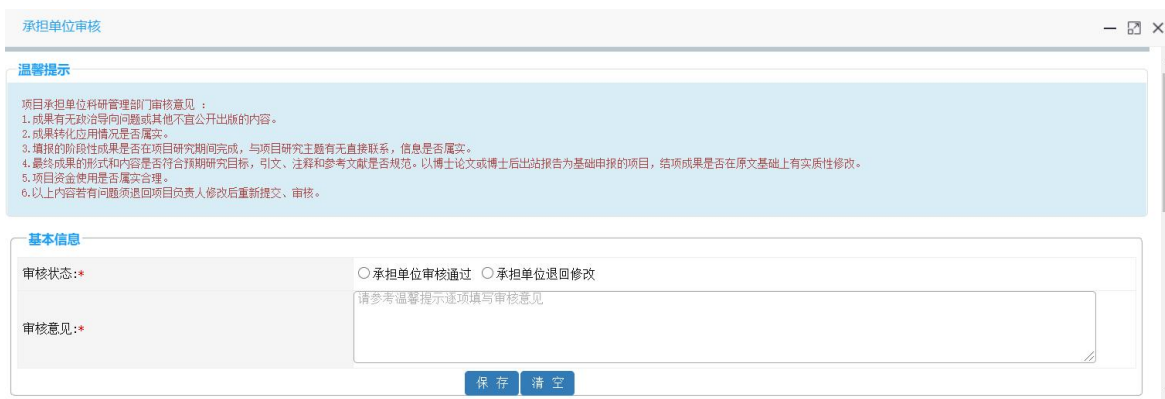 承担单位审核
温馨提示
项目承担单位科研管理部门审核意见 ：
1.成果有无政治导向问题或其他不宜公开出版的内容。
2.成果转化应用情况是否属实。
3.填报的阶段性成果是否在项目研究期间完成，与项目研究主题有无直接联系，信息是否属实。
4.最终成果的形式和内容是否符合预期研究目标，引文、注释和参考文献是否规范。以博士论文或博士后出站报告为基础申报的项目，结项成果是否在原文基础上有实质性修改。
5.项目资金使用是否属实合理。
6.以上内容若有问题须退回项目负责人修改后重新提交、审核。
基本信息
审核状态:* 承担单位审核通过 承担单位退回修改
请参考温馨提示逐项填写审核意见
审核意见:*
保 存 清 空